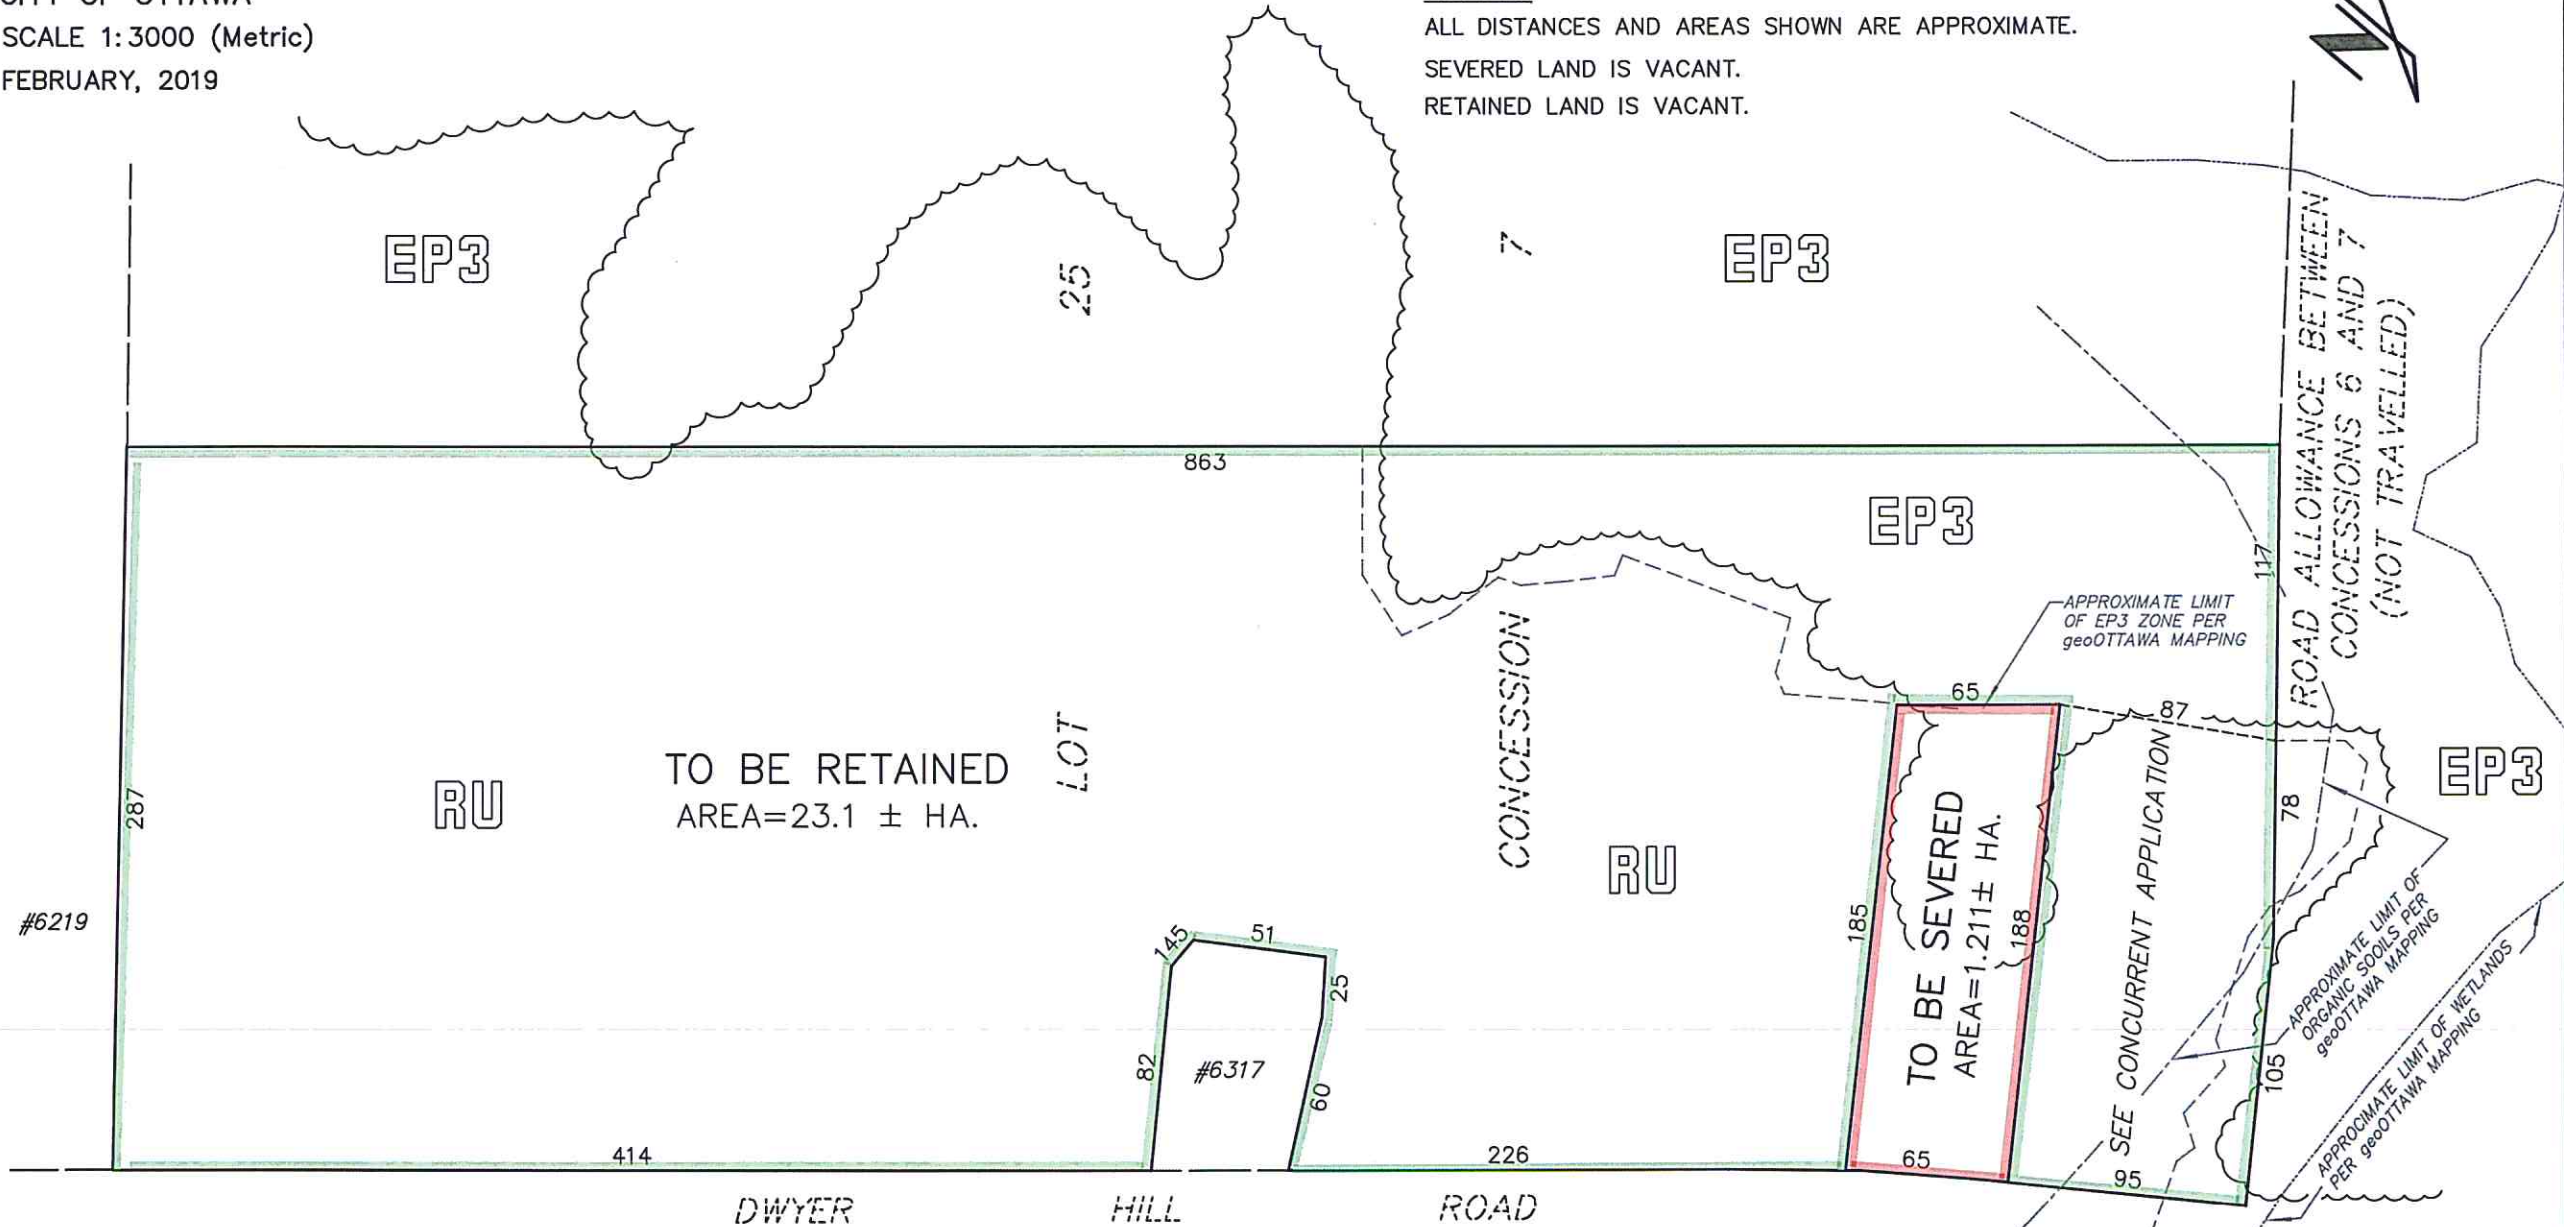 SCALE 1:3000 (Metric)
FEBRUARY, 2019
ALL DISTANCES AND AREAS SHOWN ARE APPROXIMATE.
SEVERED LAND IS VACANT.
RETAINED LAND IS VACANT.
N
EP3
25
7
EP3
ROAD ALLOWANCE BETWEEN
CONCESSIONS 6 AND 7
(NOT TRAVELLED)
863
EP3
117
APPROXIMATE LIMIT
OF EP3 ZONE PER
geoOTTAWA MAPPING
LOT
CONCESSION
65
87
TO BE RETAINED
AREA=23.1 ± HA.
RU
287
RU
78
EP3
TO BE SEVERED
AREA=1.211± HA.
185
188
SEE CONCURRENT APPLICATION
#6219
145
51
25
82
#6317
60
APPROXIMATE LIMIT OF
ORGANIC SOOILS PER
geoOTTAWA MAPPING
APPROCIMATE LIMIT OF WETLANDS
PER geoOTTAWA MAPPING
105
414
226
65
95
DWYER HILL ROAD